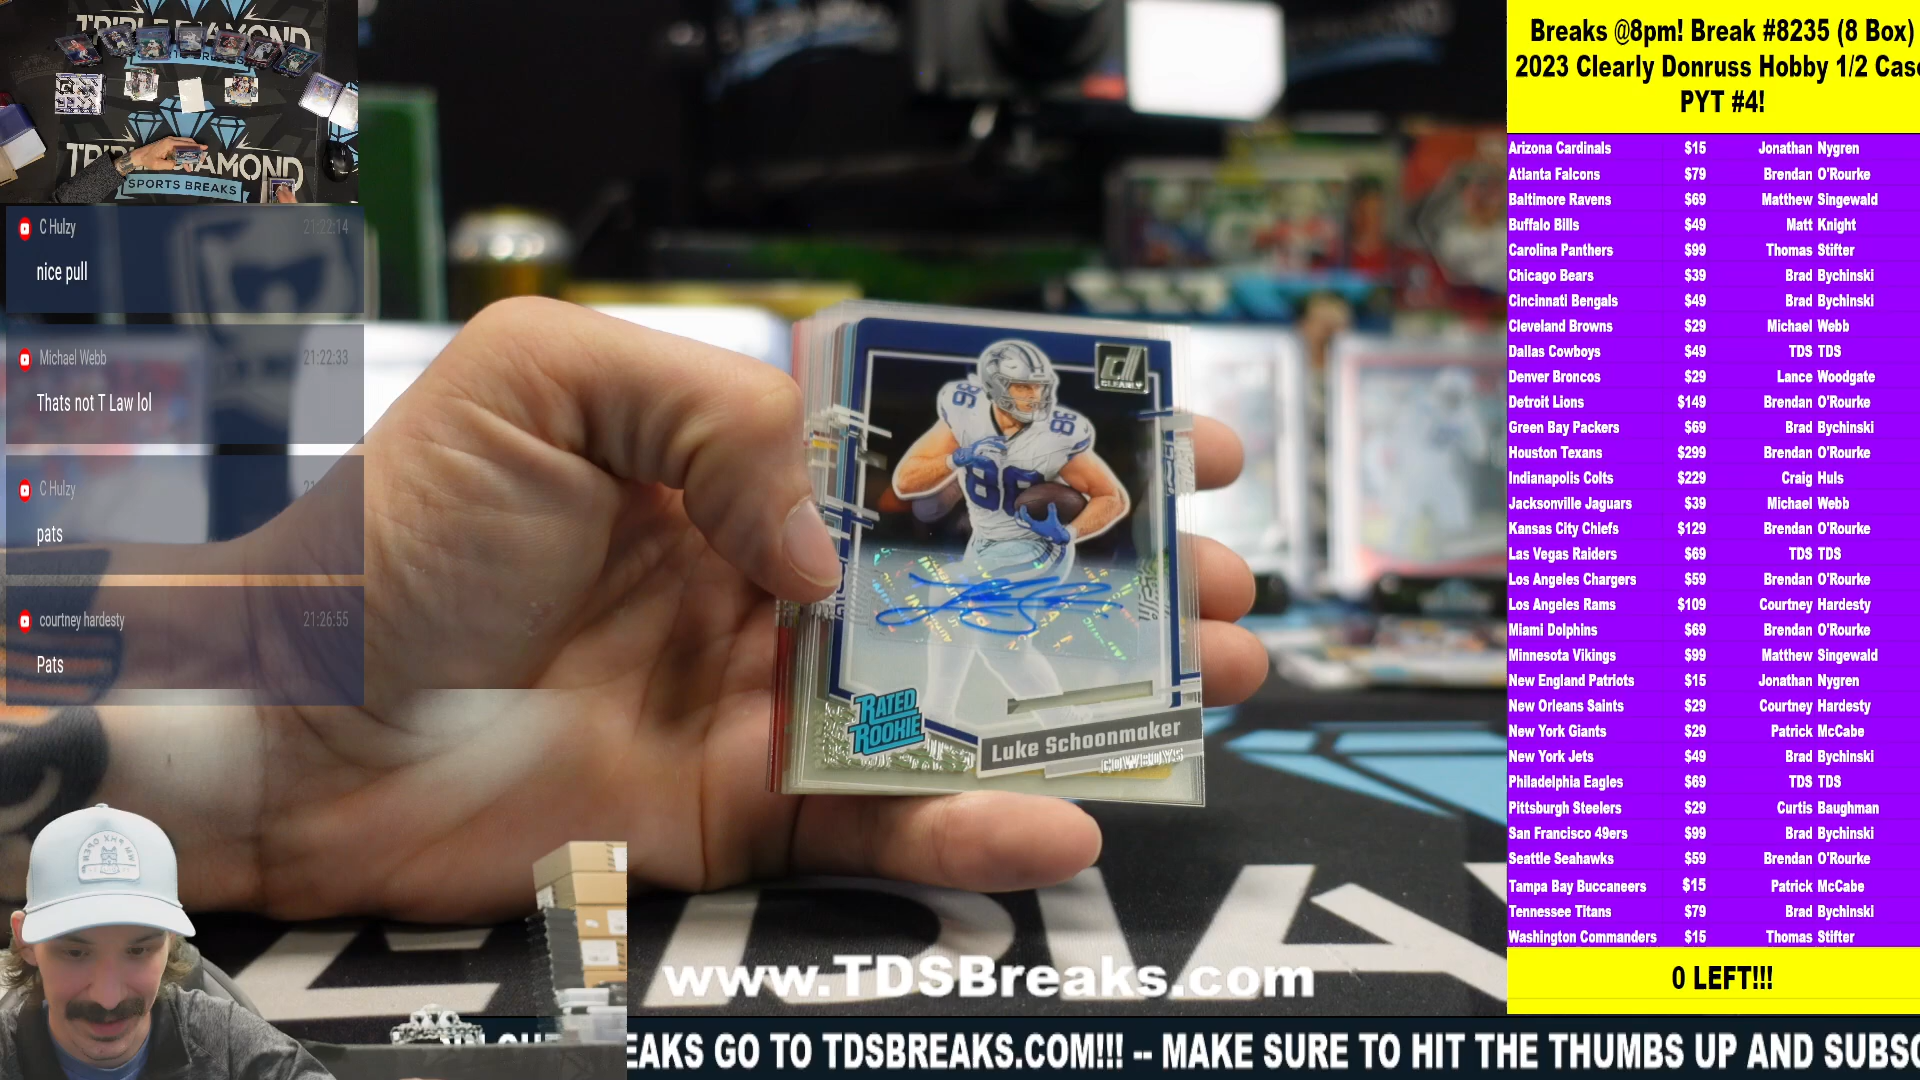 TRIPLE DIAMOND
SPORTS BREAKS
TRIPLE DIAMOND
SPORTS BREAKS
C Hulzy 21:22:14
nice pull
Michael Webb 21:22:33
Thats not T Law lol
C Hulzy
pats
courtney hardesty 21:26:55
Pats
86
86
86
CLEARLY
RATED
ROOKIE
Luke Schoonmaker
COWBOYS
www.TDSBreaks.com
EAKS GO TO TDSBREAKS.COM!!! -- MAKE SURE TO HIT THE THUMBS UP AND SUBSC
Breaks @8pm! Break #8235 (8 Box)
2023 Clearly Donruss Hobby 1/2 Case
PYT #4!
Arizona Cardinals $15 Jonathan Nygren
Atlanta Falcons $79 Brendan O'Rourke
Baltimore Ravens $69 Matthew Singewald
Buffalo Bills $49 Matt Knight
Carolina Panthers $99 Thomas Stifter
Chicago Bears $39 Brad Bychinski
Cincinnati Bengals $49 Brad Bychinski
Cleveland Browns $29 Michael Webb
Dallas Cowboys $49 TDS TDS
Denver Broncos $29 Lance Woodgate
Detroit Lions $149 Brendan O'Rourke
Green Bay Packers $69 Brad Bychinski
Houston Texans $299 Brendan O'Rourke
Indianapolis Colts $229 Craig Huls
Jacksonville Jaguars $39 Michael Webb
Kansas City Chiefs $129 Brendan O'Rourke
Las Vegas Raiders $69 TDS TDS
Los Angeles Chargers $59 Brendan O'Rourke
Los Angeles Rams $109 Courtney Hardesty
Miami Dolphins $69 Brendan O'Rourke
Minnesota Vikings $99 Matthew Singewald
New England Patriots $15 Jonathan Nygren
New Orleans Saints $29 Courtney Hardesty
New York Giants $29 Patrick McCabe
New York Jets $49 Brad Bychinski
Philadelphia Eagles $69 TDS TDS
Pittsburgh Steelers $29 Curtis Baughman
San Francisco 49ers $99 Brad Bychinski
Seattle Seahawks $59 Brendan O'Rourke
Tampa Bay Buccaneers $15 Patrick McCabe
Tennessee Titans $79 Brad Bychinski
Washington Commanders $15 Thomas Stifter
0 LEFT!!!